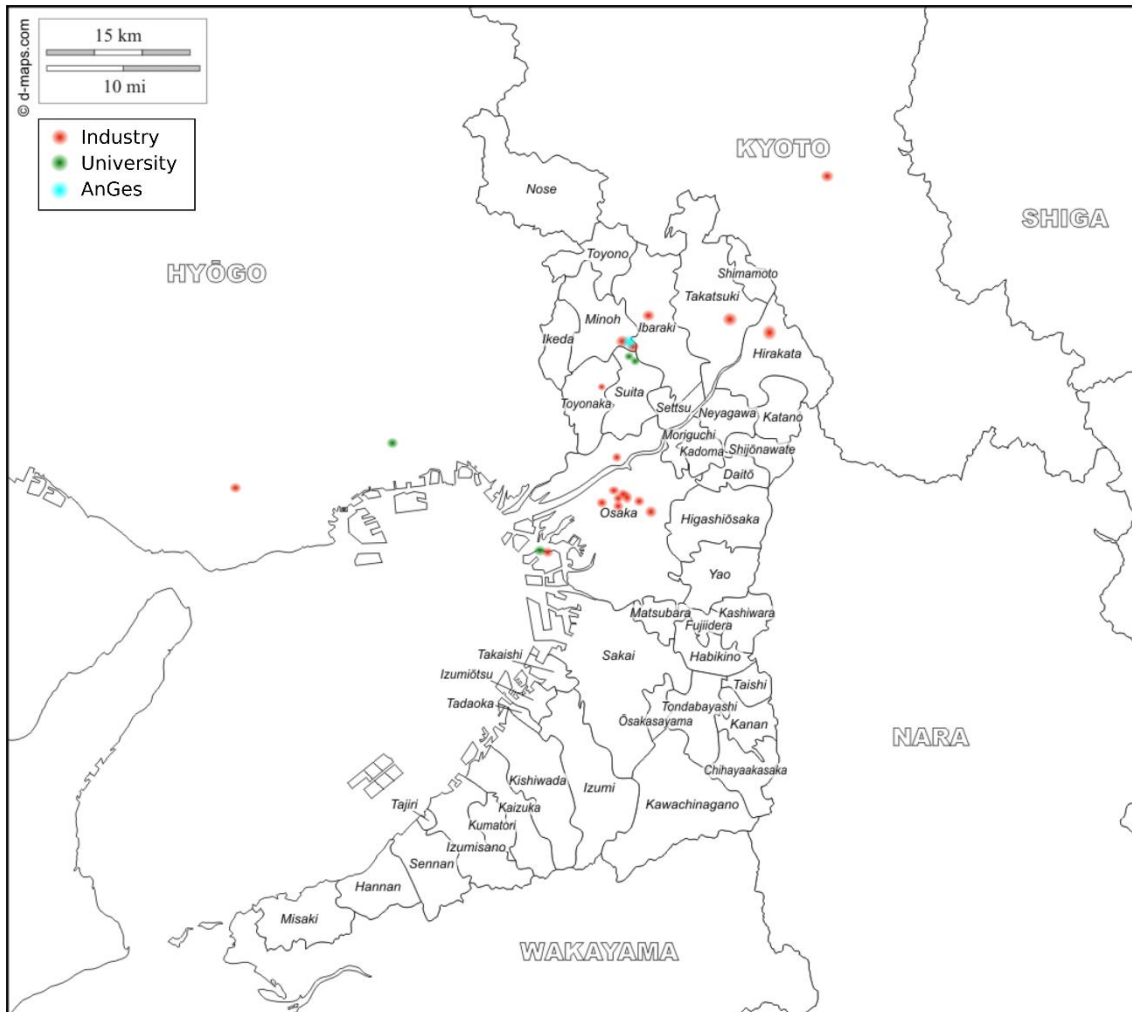 © d-maps.com
15 km
10 mi
Industry
University
AnGes
KYOTO
SHIGA
HYŌGO
NARA
WAKAYAMA
Nose
Toyono
Shimamoto
Takatsuki
Minoh
Ibaraki
Ikeda
Hirakata
Toyonaka
Suita
Settsu
Neyagawa
Katano
Moriguchi
Kadoma
Shijōnawate
Daitō
Osaka
Higashiōsaka
Yao
Matsubara
Kashiwara
Fujiidera
Takaishi
Sakai
Habikino
Izumiōtsu
Taishi
Tadaoka
Tondabayashi
Ōsakasayama
Kanan
Chihayaakasaka
Kishiwada
Izumi
Kawachinagano
Tajiri
Kaizuka
Kumatori
Izumisano
Sennan
Hannan
Misaki